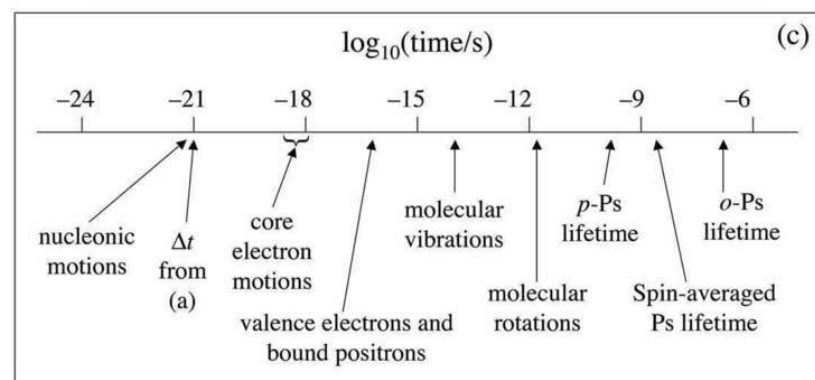 log₁₀(time/s)
(c)
–24 –21 –18 –15 –12 –9 –6
nucleonic
motions
Δt
from
(a)
core
electron
motions
valence electrons and
bound positrons
molecular
vibrations
molecular
rotations
p-Ps
lifetime
Spin-averaged
Ps lifetime
o-Ps
lifetime